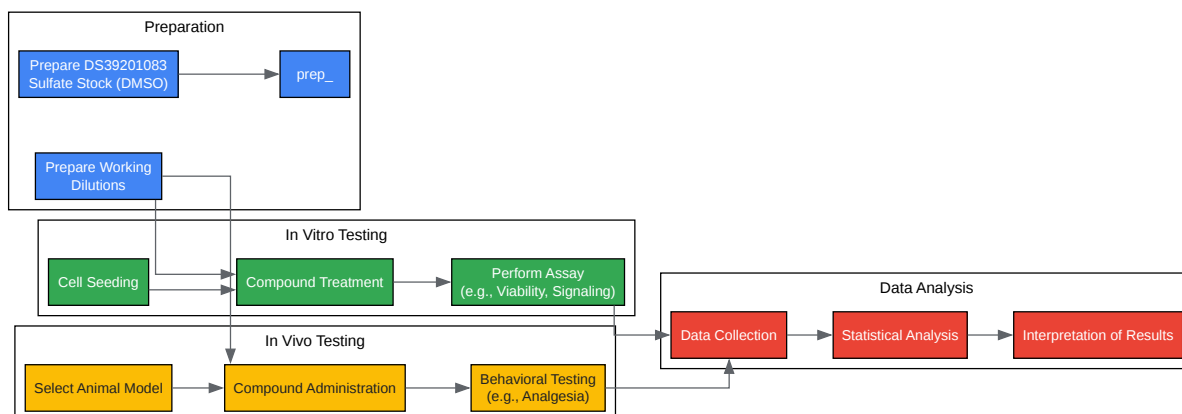 Preparation
Prepare DS39201083
Sulfate Stock (DMSO)
prep_
Prepare Working
Dilutions
In Vitro Testing
Cell Seeding
Compound Treatment
Perform Assay
(e.g., Viability, Signaling)
In Vivo Testing
Select Animal Model
Compound Administration
Behavioral Testing
(e.g., Analgesia)
Data Analysis
Data Collection
Statistical Analysis
Interpretation of Results